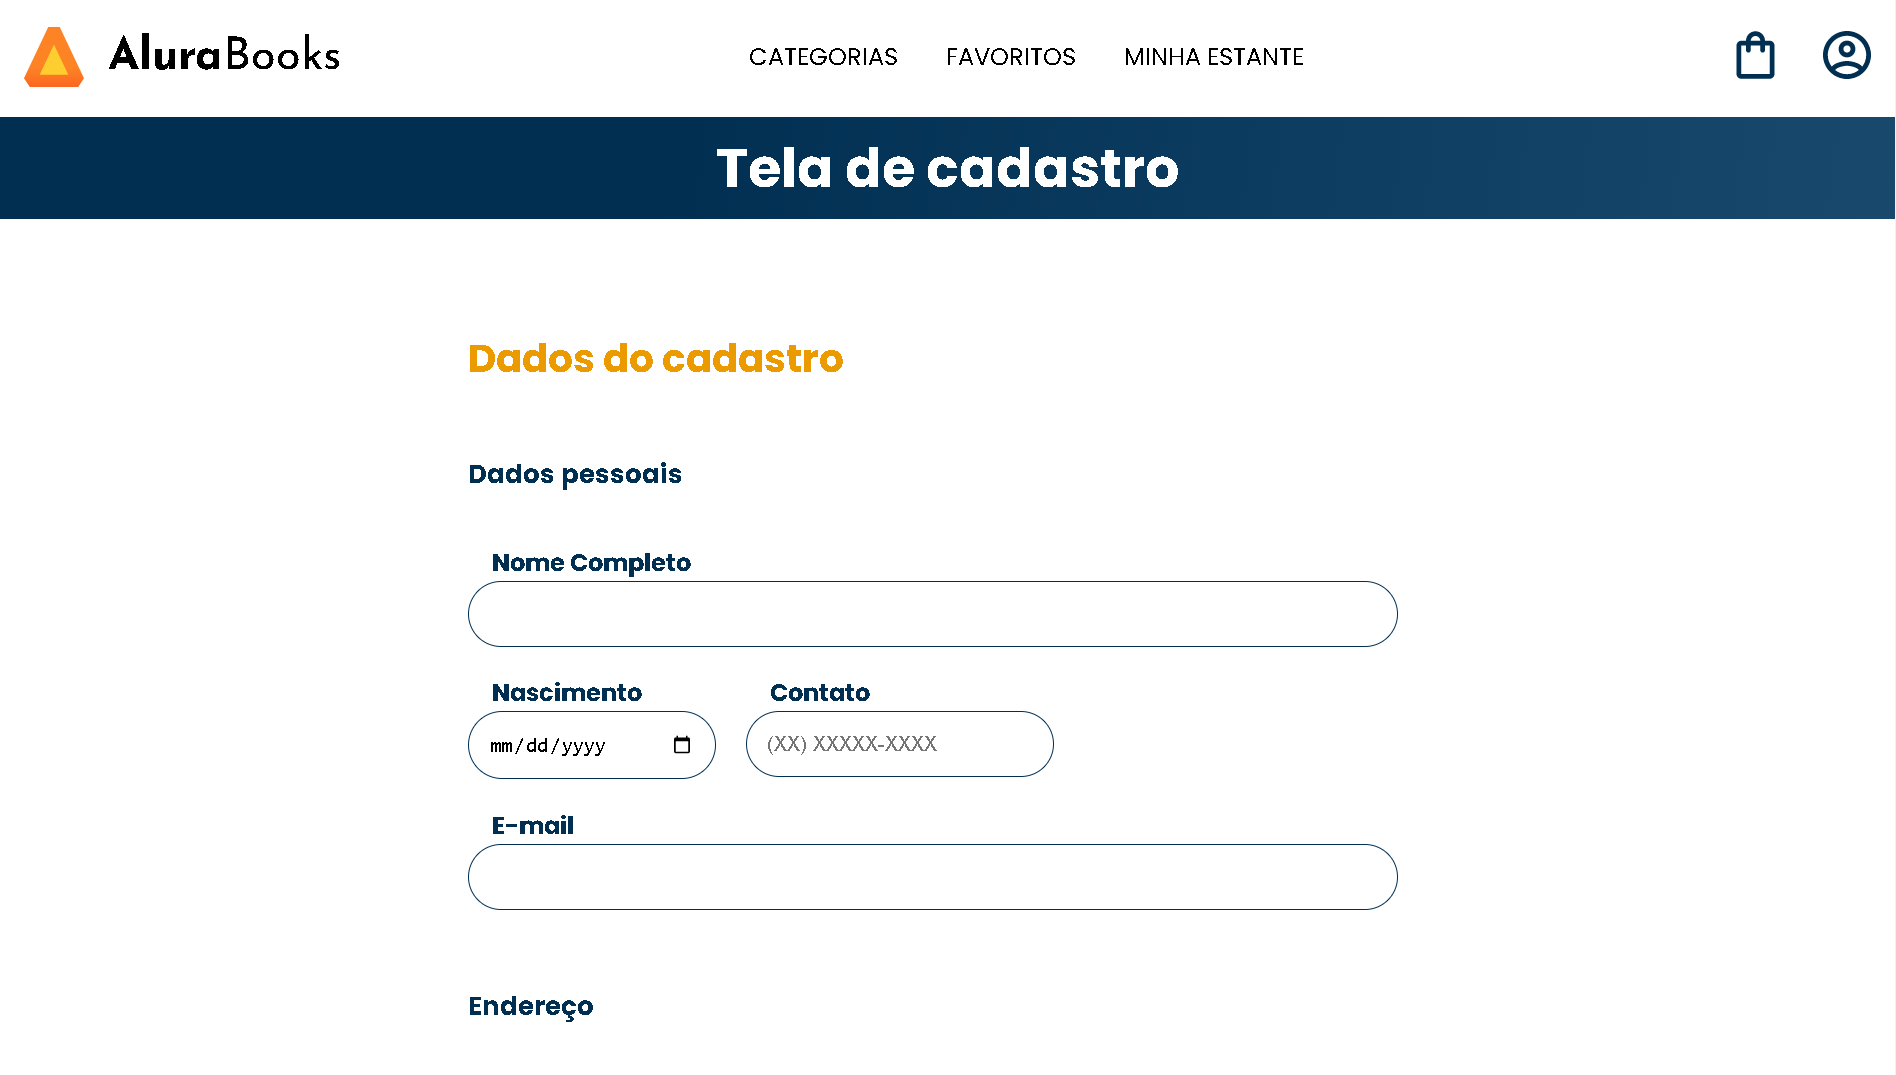 AluraBooks
CATEGORIAS FAVORITOS MINHA ESTANTE
Tela de cadastro
Dados do cadastro
Dados pessoais
Nome Completo
Nascimento Contato
mm/dd/yyyy (XX) XXXXX-XXXX
E-mail
Endereço